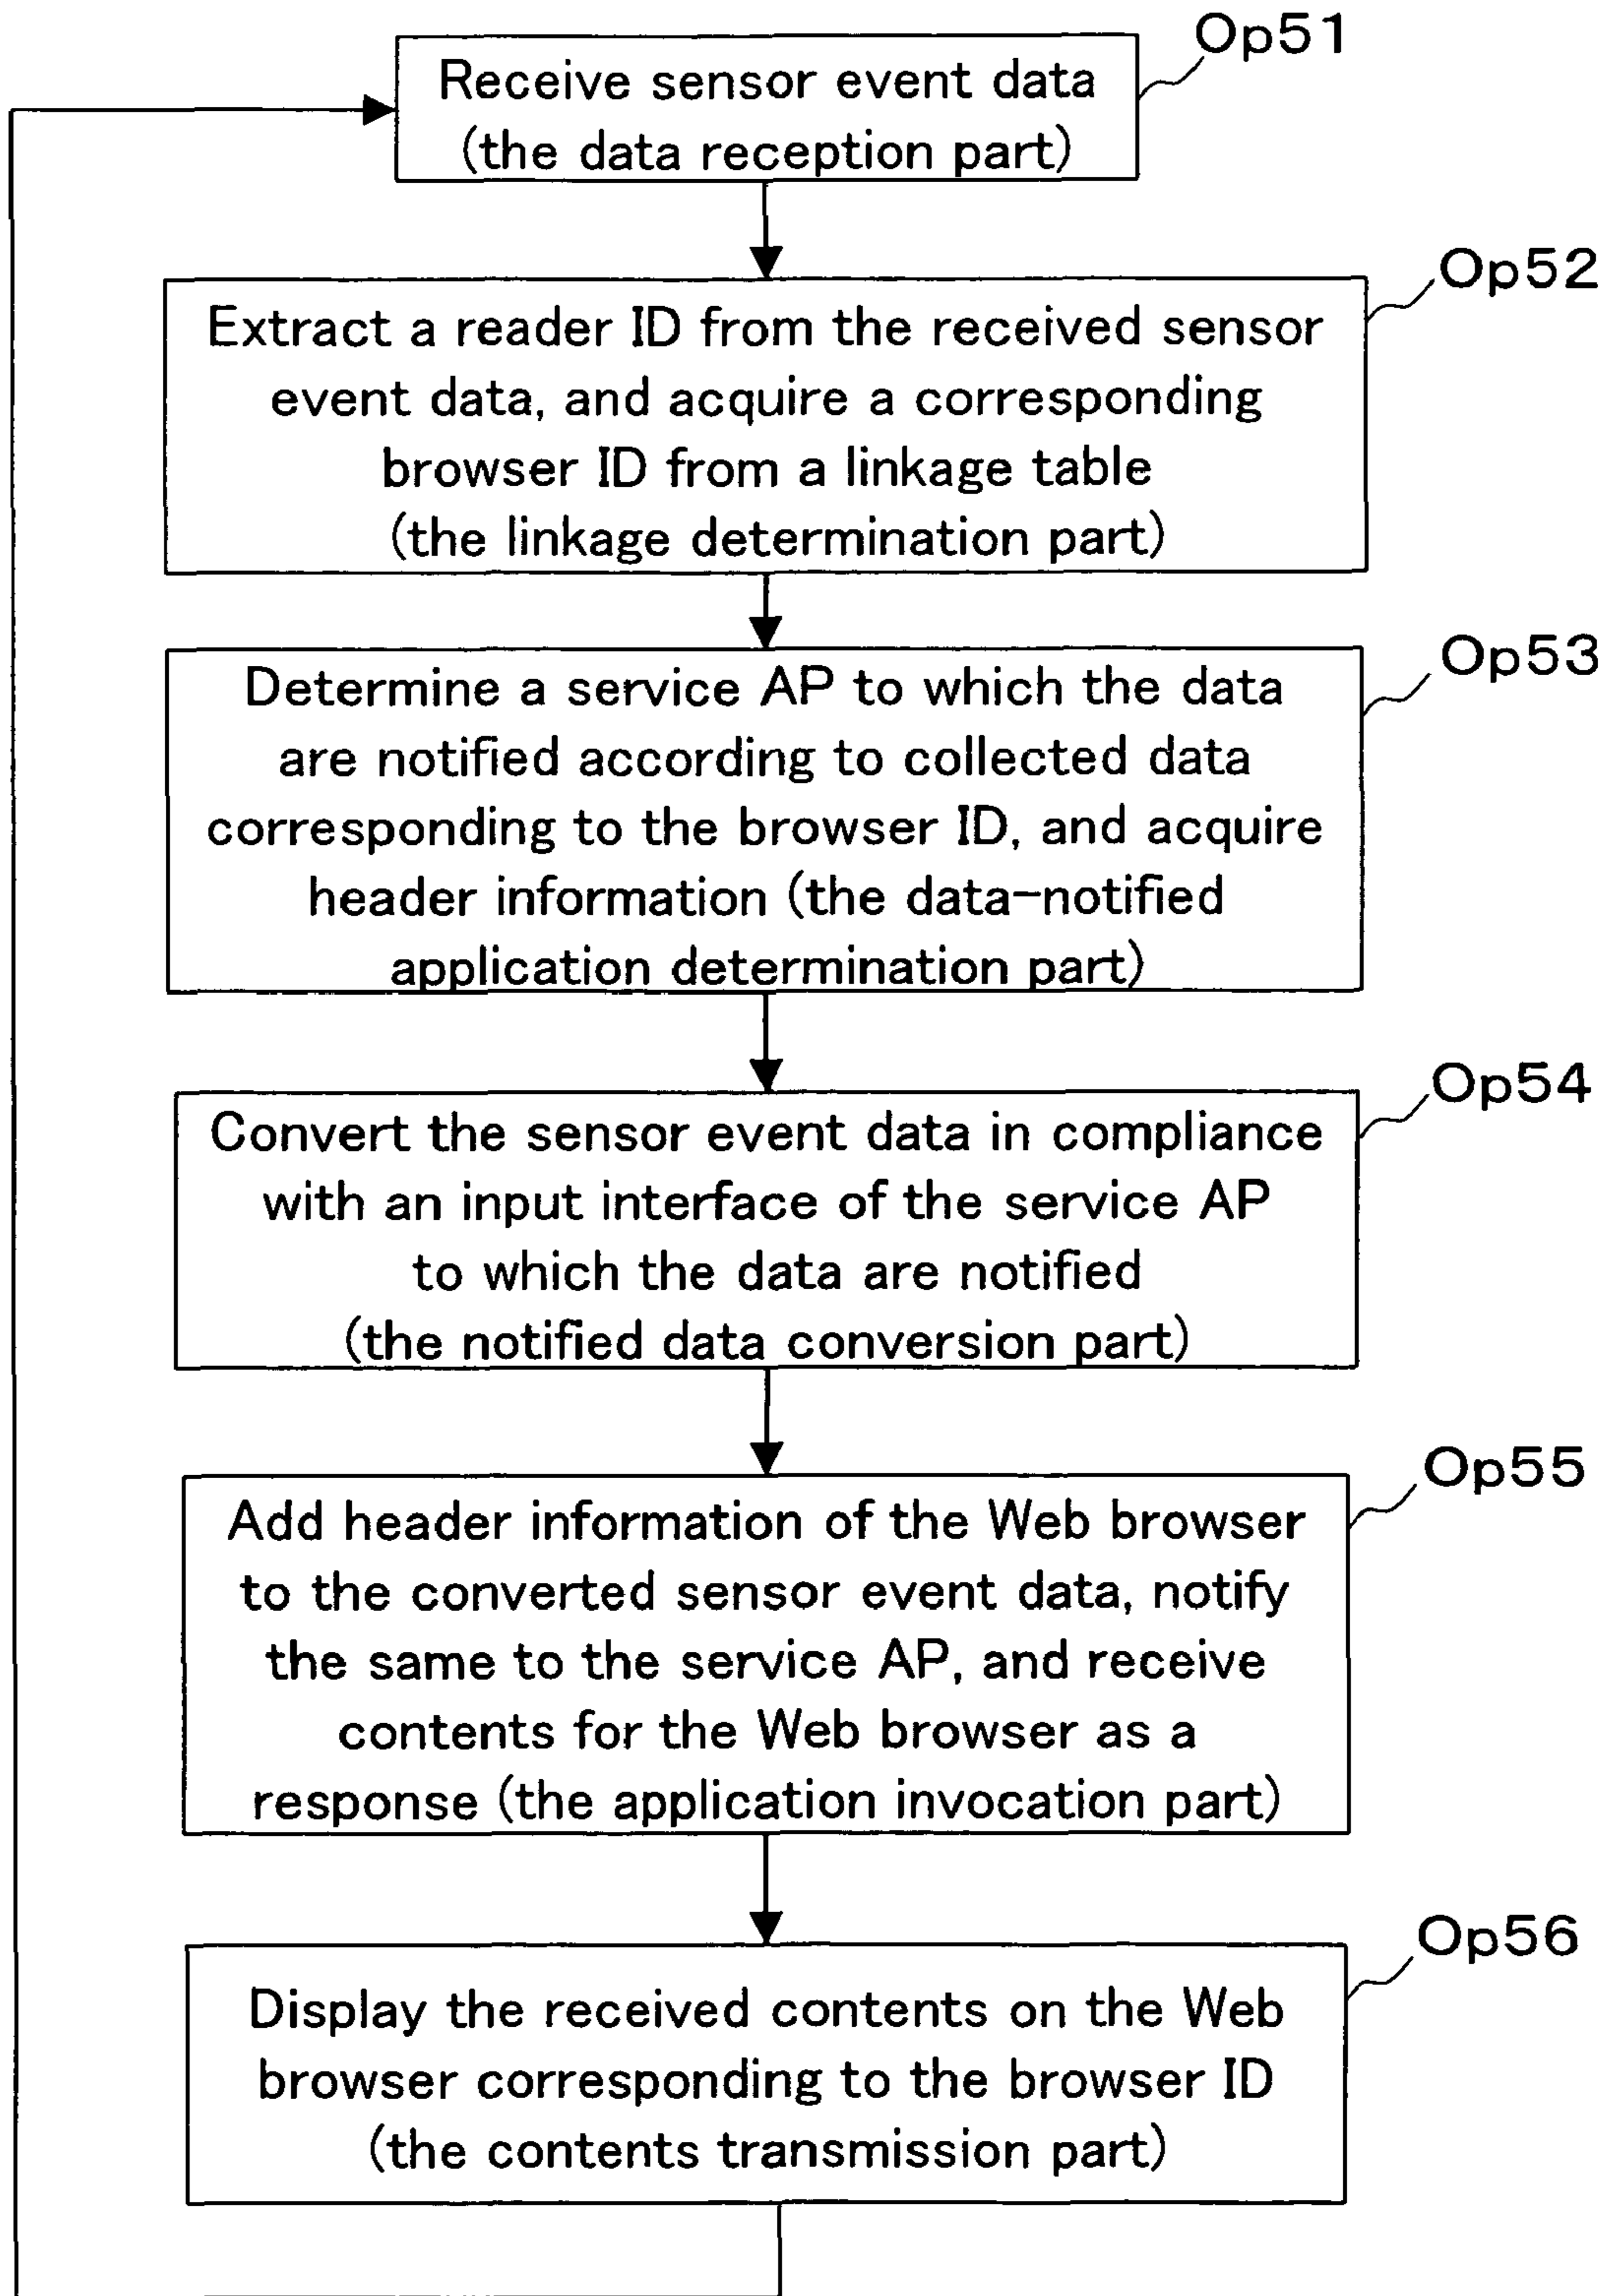 Op51
Receive sensor event data
(the data reception part)
Op52
Extract a reader ID from the received sensor
event data, and acquire a corresponding
browser ID from a linkage table
(the linkage determination part)
Op53
Determine a service AP to which the data
are notified according to collected data
corresponding to the browser ID, and acquire
header information (the data-notified
application determination part)
Op54
Convert the sensor event data in compliance
with an input interface of the service AP
to which the data are notified
(the notified data conversion part)
Op55
Add header information of the Web browser
to the converted sensor event data, notify
the same to the service AP, and receive
contents for the Web browser as a
response (the application invocation part)
Op56
Display the received contents on the Web
browser corresponding to the browser ID
(the contents transmission part)